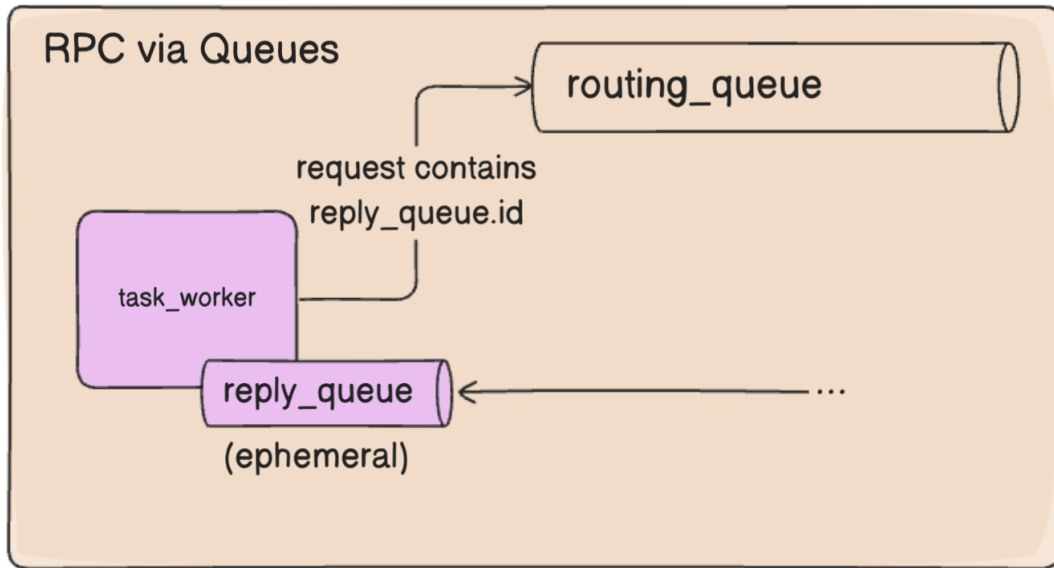 RPC via Queues
routing_queue
request contains
reply_queue.id
task_worker
reply_queue
...
(ephemeral)